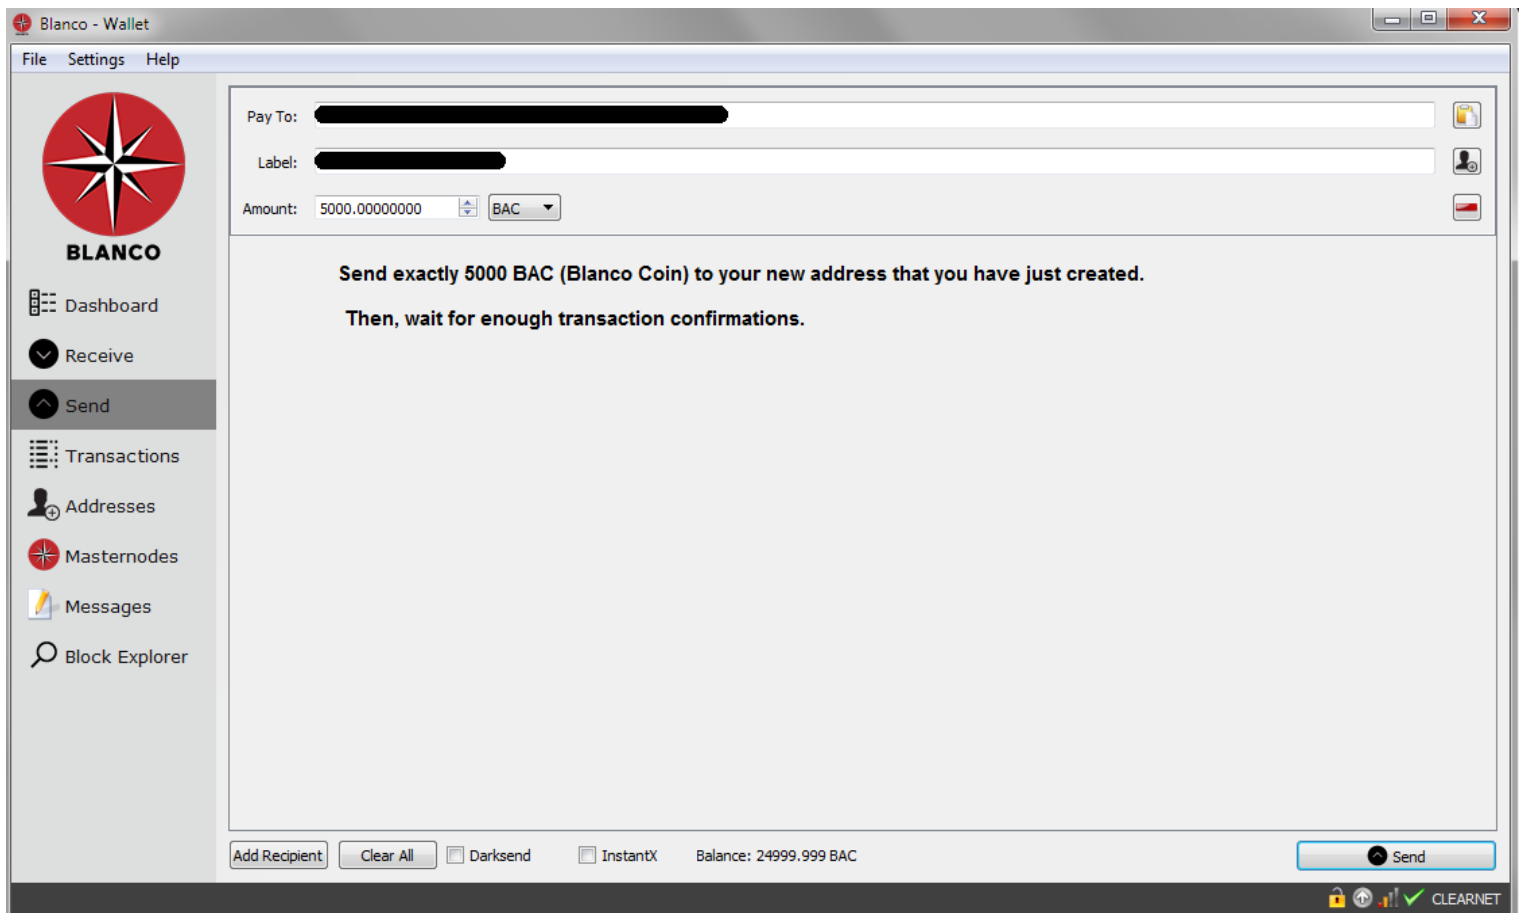 Blanco - Wallet
File Settings Help
BLANCO
Dashboard
Receive
Send
Transactions
Addresses
Masternodes
Messages
Block Explorer
Pay To:
Label:
Amount: 5000.00000000 BAC
Send exactly 5000 BAC (Blanco Coin) to your new address that you have just created.
Then, wait for enough transaction confirmations.
Add Recipient Clear All Darksend InstantX Balance: 24999.999 BAC Send
CLEARNET